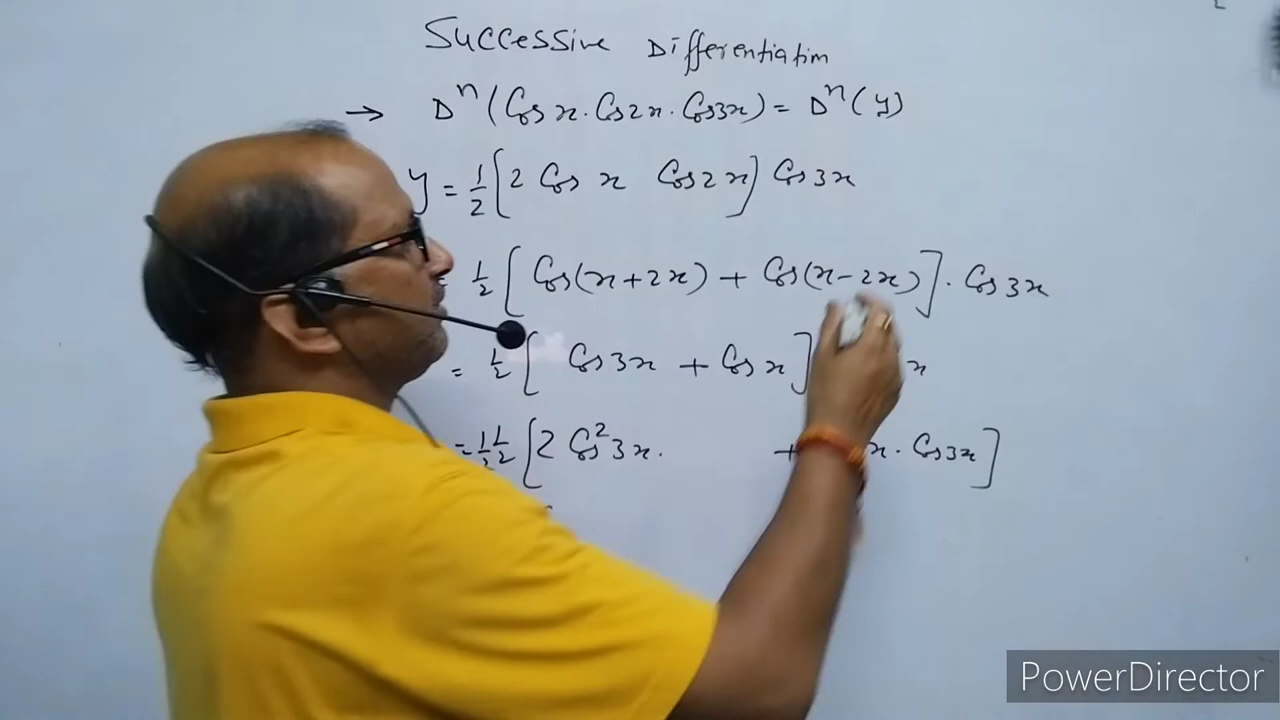 Successive Differentiation
→ Dⁿ(Cos x. Cos2x. Cos3x) = Dⁿ(y)
y = 1/2 [2 Cos x Cos2x] Cos3x
1/2 [Cos(x+2x) + Cos(x-2x)]. Cos3x
= 1/2 [Cos3x + Cos x] x
= 1/2 1/2 [2 Cos²3x. + x. Cos3x]
PowerDirector